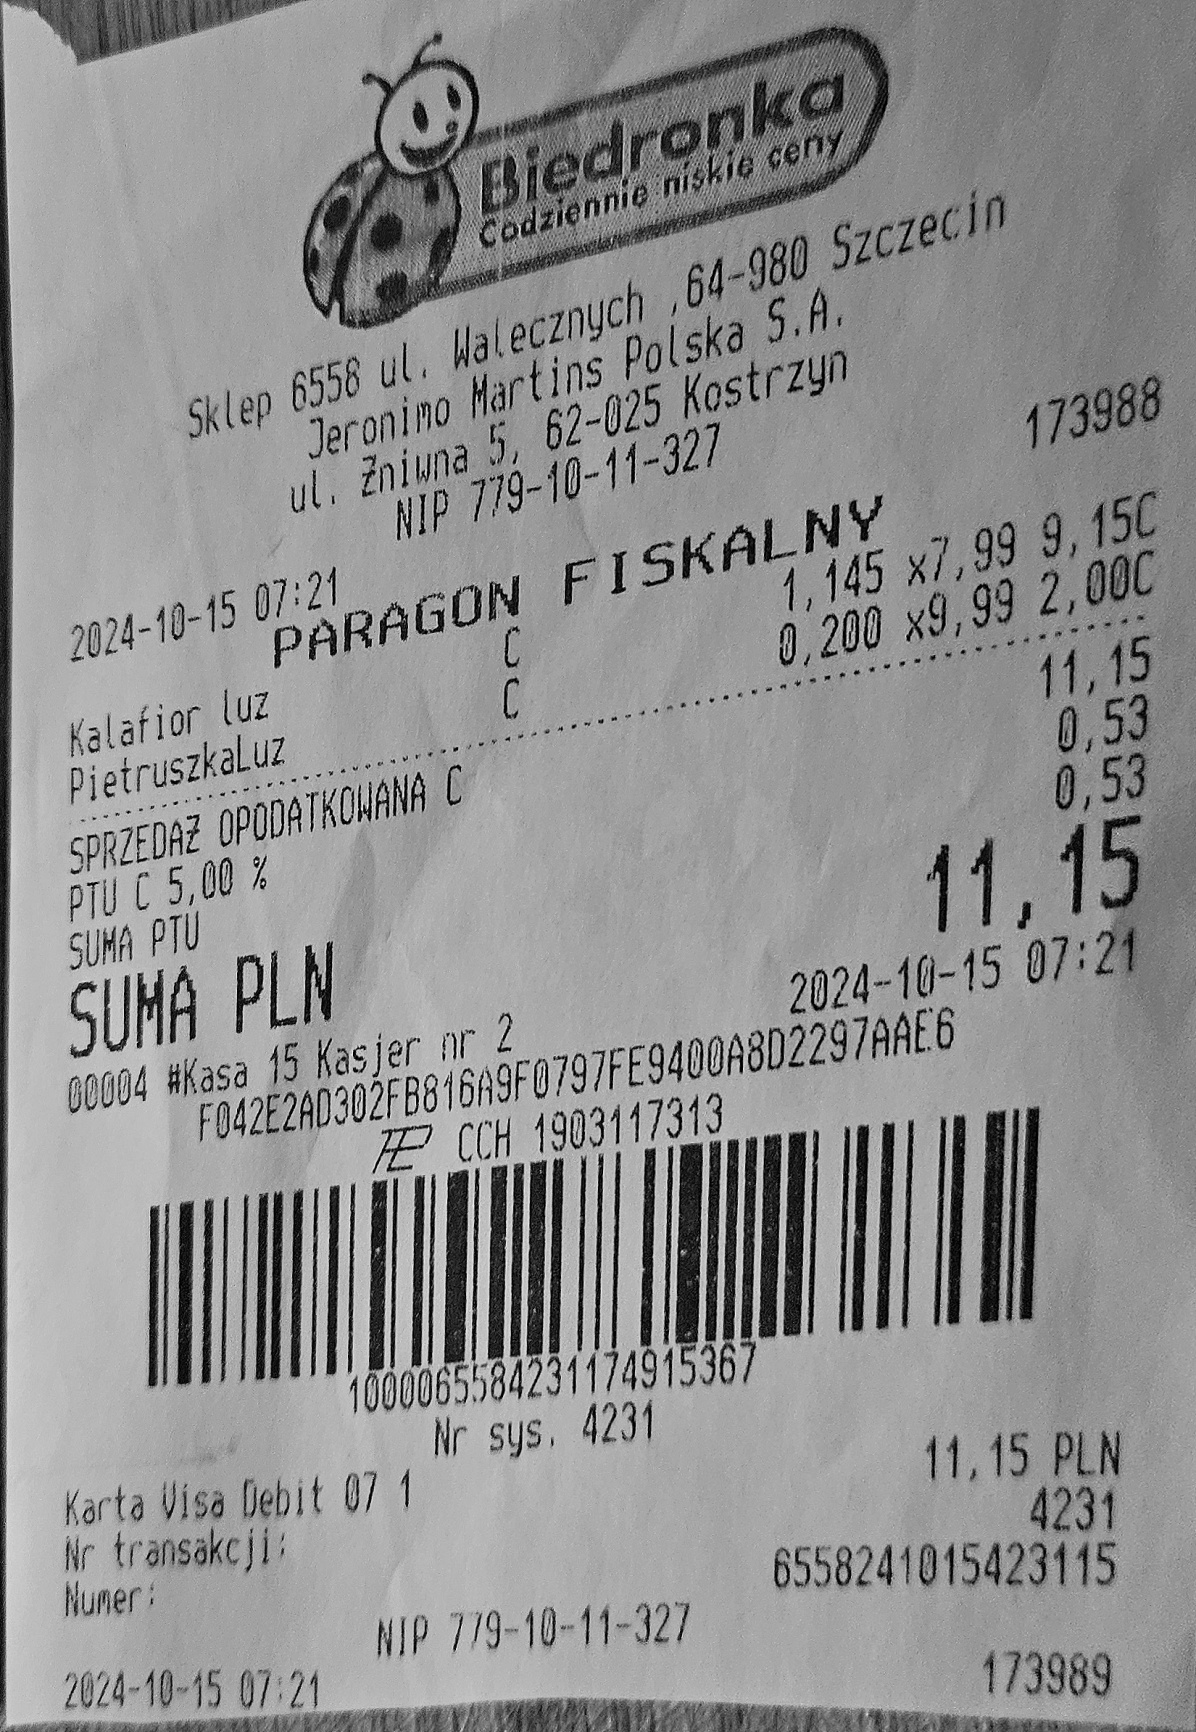 Biedronka
Codziennie niskie ceny
Sklep 6558 ul. Walecznych ,64-980 Szczecin
Jeronimo Martins Polska S.A.
ul. Żniwna 5, 62-025 Kostrzyn
NIP 779-10-11-327
2024-10-15 07:21 173988
PARAGON FISKALNY
Kalafior luz C 1,145 x7,99 9,15C
PietruszkaLuz C 0,200 x9,99 2,00C
SPRZEDAŻ OPODATKOWANA C 11,15
PTU C 5,00 % 0,53
SUMA PTU 0,53
SUMA PLN 11,15
00004 #Kasa 15 Kasjer nr 2 2024-10-15 07:21
F042E2AD302FB816A9F0797FE9400A8D2297AAE6
CCH 1903117313
1000065584231174915367
Nr sys. 4231
Karta Visa Debit 07 1 11,15 PLN
Nr transakcji: 4231
Numer: 6558241015423115
NIP 779-10-11-327
2024-10-15 07:21 173989